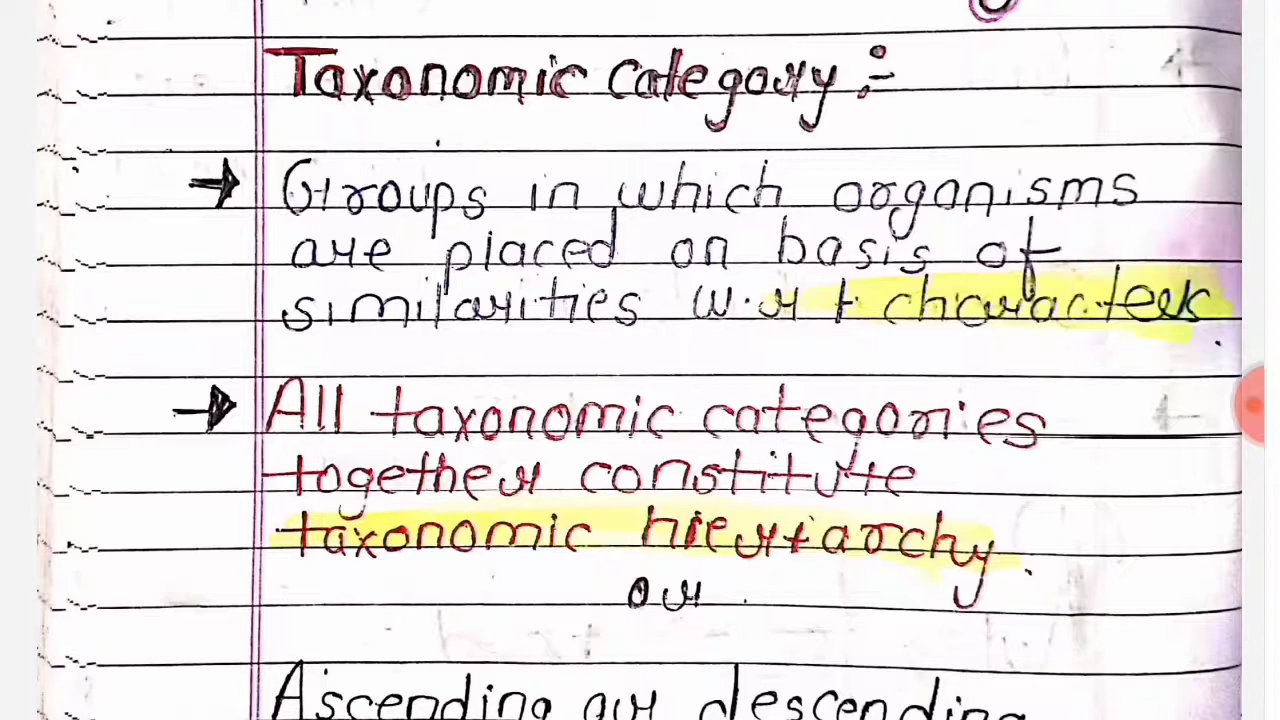 Taxonomic Category :-
→ Groups in which organisms
are placed on basis of
similarities w.r.t characters.
→ All taxonomic categories
together constitute
taxonomic hierarchy.
or
Ascending or descending